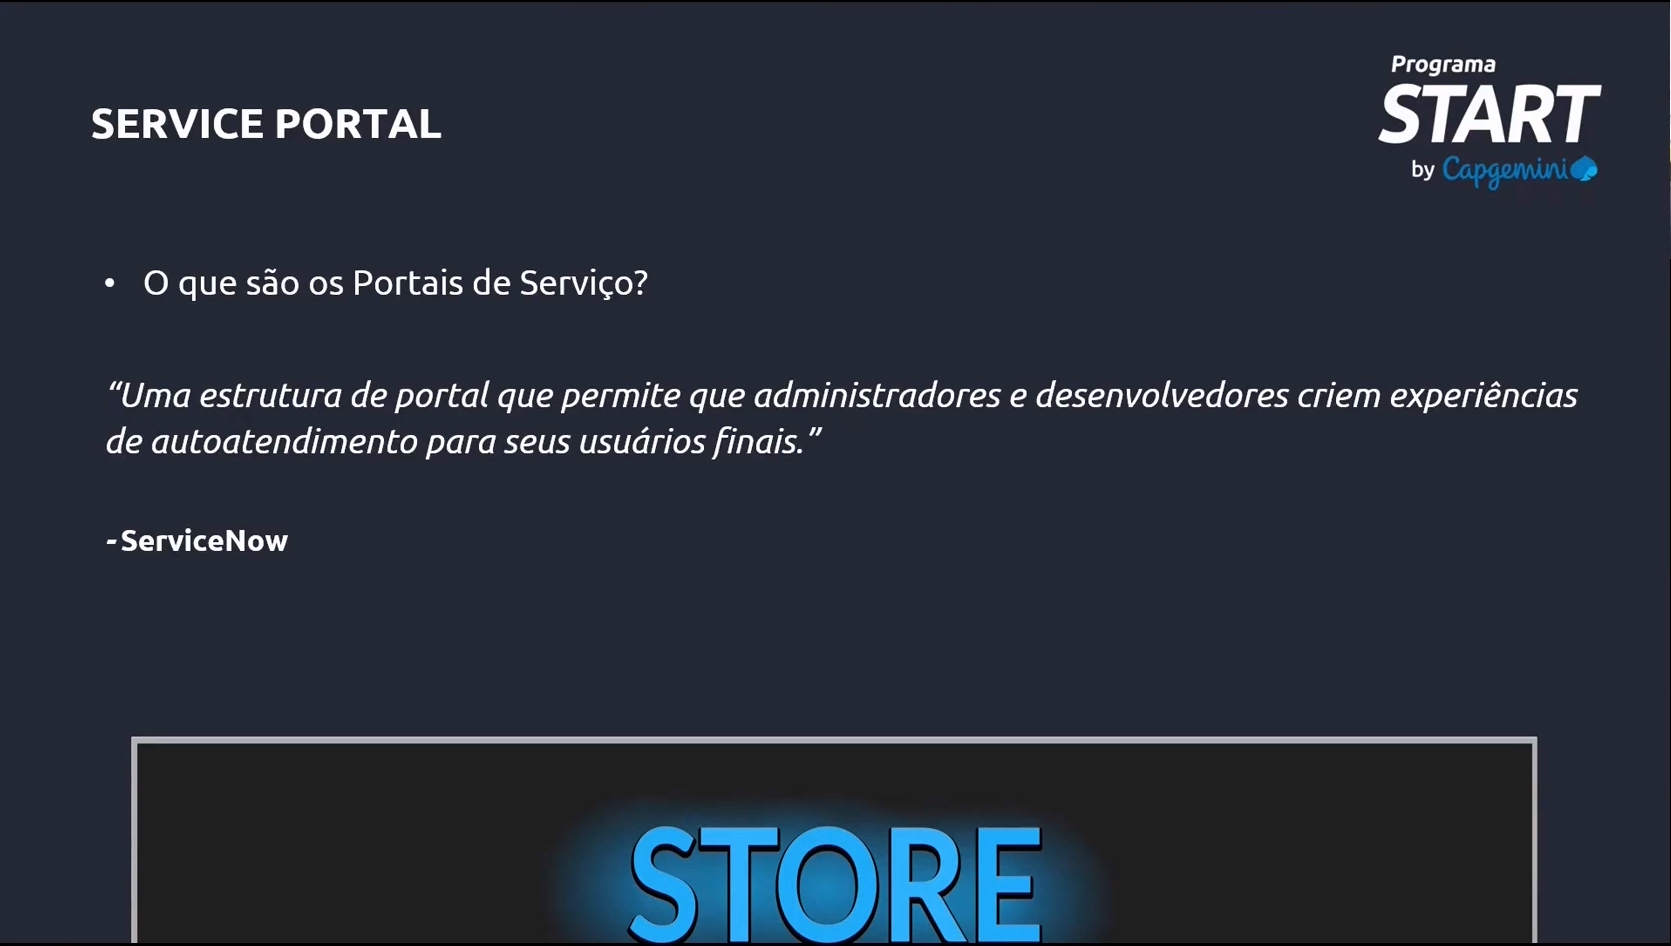 Programa
START
by Capgemini
SERVICE PORTAL
• O que são os Portais de Serviço?
“Uma estrutura de portal que permite que administradores e desenvolvedores criem experiências
de autoatendimento para seus usuários finais.”
-ServiceNow
STORE